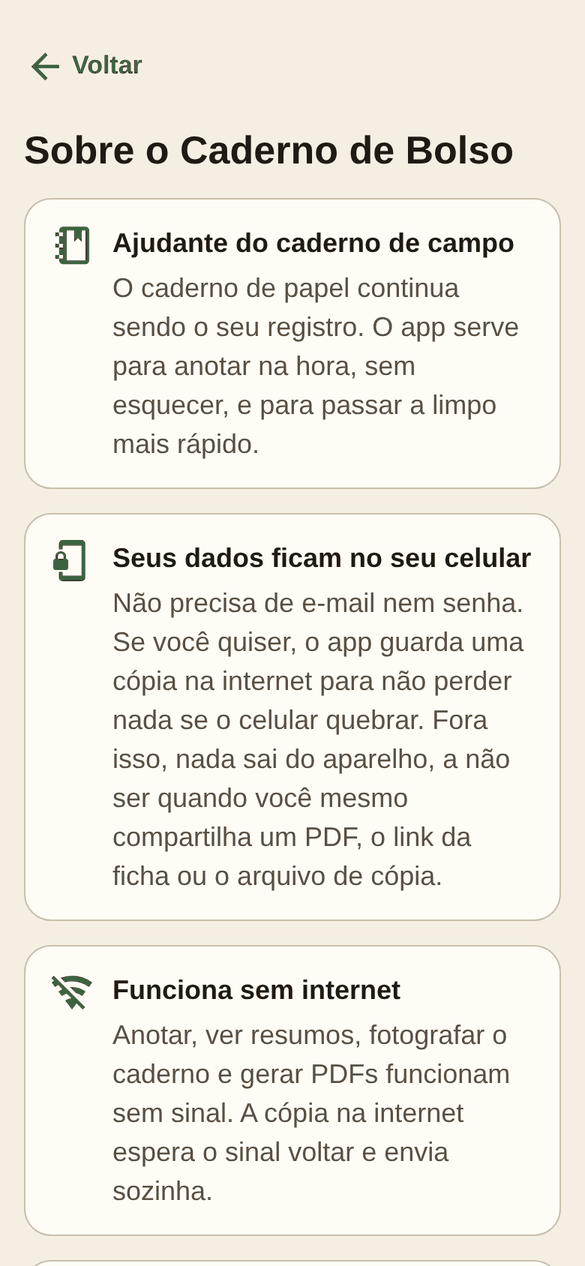 Voltar
Sobre o Caderno de Bolso
Ajudante do caderno de campo
O caderno de papel continua
sendo o seu registro. O app serve
para anotar na hora, sem
esquecer, e para passar a limpo
mais rápido.
Seus dados ficam no seu celular
Não precisa de e-mail nem senha.
Se você quiser, o app guarda uma
cópia na internet para não perder
nada se o celular quebrar. Fora
isso, nada sai do aparelho, a não
ser quando você mesmo
compartilha um PDF, o link da
ficha ou o arquivo de cópia.
Funciona sem internet
Anotar, ver resumos, fotografar o
caderno e gerar PDFs funcionam
sem sinal. A cópia na internet
espera o sinal voltar e envia
sozinha.